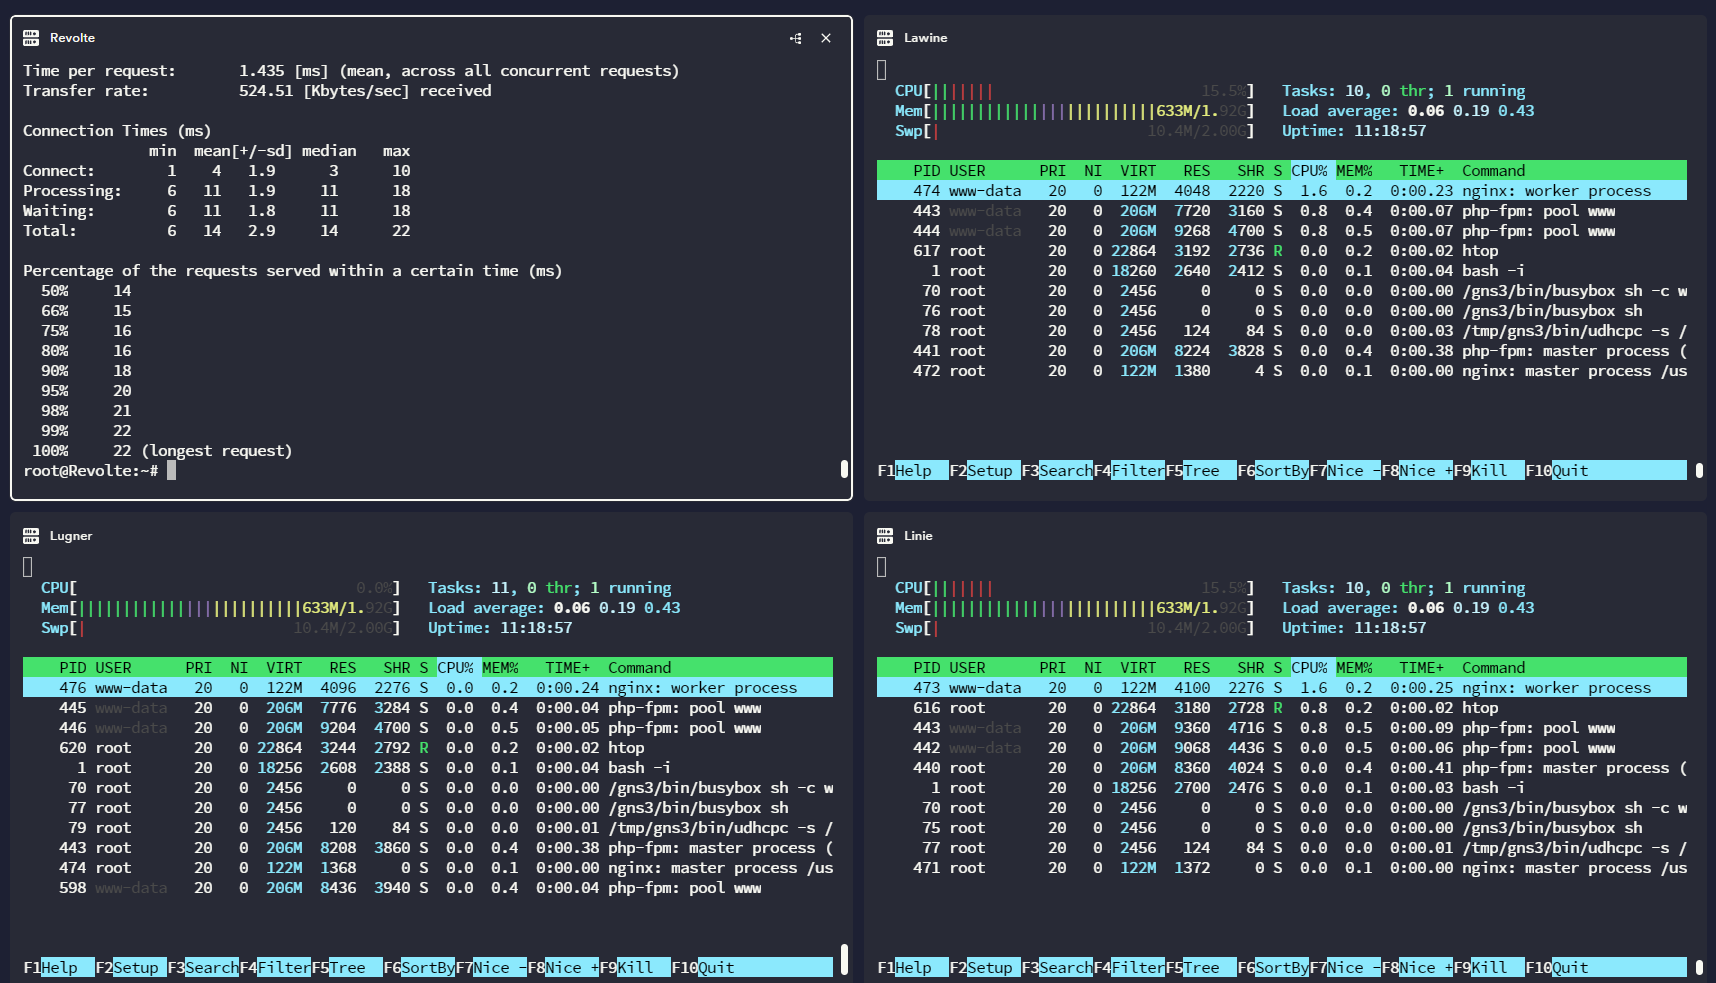 Revolte
Time per request:       1.435 [ms] (mean, across all concurrent requests)
Transfer rate:          524.51 [Kbytes/sec] received
Connection Times (ms)
              min  mean[+/-sd] median   max
Connect:        1    4   1.9      3      10
Processing:     6   11   1.9     11      18
Waiting:        6   11   1.8     11      18
Total:          6   14   2.9     14      22
Percentage of the requests served within a certain time (ms)
  50%     14
  66%     15
  75%     16
  80%     16
  90%     18
  95%     20
  98%     21
  99%     22
 100%     22 (longest request)
root@Revolte:~#
Lawine
CPU[||||||| 15.5%] Tasks: 10, 0 thr; 1 running
Mem[|||||||||||||||||||||||||633M/1.92G] Load average: 0.06 0.19 0.43
Swp[| 10.4M/2.00G] Uptime: 11:18:57
PID USER PRI NI VIRT RES SHR S CPU% MEM% TIME+ Command
474 www-data 20 0 122M 4048 2220 S 1.6 0.2 0:00.23 nginx: worker process
443 www-data 20 0 206M 7720 3160 S 0.8 0.4 0:00.07 php-fpm: pool www
444 www-data 20 0 206M 9268 4700 S 0.8 0.5 0:00.07 php-fpm: pool www
617 root 20 0 22864 3192 2736 R 0.0 0.2 0:00.02 htop
1 root 20 0 18260 2640 2412 S 0.0 0.1 0:00.04 bash -i
70 root 20 0 2456 0 0 S 0.0 0.0 0:00.00 /gns3/bin/busybox sh -c w
76 root 20 0 2456 0 0 S 0.0 0.0 0:00.00 /gns3/bin/busybox sh
78 root 20 0 2456 124 84 S 0.0 0.0 0:00.03 /tmp/gns3/bin/udhcpc -s /
441 root 20 0 206M 8224 3828 S 0.0 0.4 0:00.38 php-fpm: master process (
472 root 20 0 122M 1380 4 S 0.0 0.1 0:00.00 nginx: master process /us
F1Help F2Setup F3SearchF4FilterF5Tree F6SortByF7Nice -F8Nice +F9Kill F10Quit
Lugner
CPU[ 0.0%] Tasks: 11, 0 thr; 1 running
Mem[|||||||||||||||||||||||||633M/1.92G] Load average: 0.06 0.19 0.43
Swp[| 10.4M/2.00G] Uptime: 11:18:57
PID USER PRI NI VIRT RES SHR S CPU% MEM% TIME+ Command
476 www-data 20 0 122M 4096 2276 S 0.0 0.2 0:00.24 nginx: worker process
445 www-data 20 0 206M 7776 3284 S 0.0 0.4 0:00.04 php-fpm: pool www
446 www-data 20 0 206M 9204 4700 S 0.0 0.5 0:00.05 php-fpm: pool www
620 root 20 0 22864 3244 2792 R 0.0 0.2 0:00.02 htop
1 root 20 0 18256 2608 2388 S 0.0 0.1 0:00.04 bash -i
70 root 20 0 2456 0 0 S 0.0 0.0 0:00.00 /gns3/bin/busybox sh -c w
77 root 20 0 2456 0 0 S 0.0 0.0 0:00.00 /gns3/bin/busybox sh
79 root 20 0 2456 120 84 S 0.0 0.0 0:00.01 /tmp/gns3/bin/udhcpc -s /
443 root 20 0 206M 8208 3860 S 0.0 0.4 0:00.38 php-fpm: master process (
474 root 20 0 122M 1368 0 S 0.0 0.1 0:00.00 nginx: master process /us
598 www-data 20 0 206M 8436 3940 S 0.0 0.4 0:00.04 php-fpm: pool www
F1Help F2Setup F3SearchF4FilterF5Tree F6SortByF7Nice -F8Nice +F9Kill F10Quit
Linie
CPU[||||||| 15.5%] Tasks: 10, 0 thr; 1 running
Mem[|||||||||||||||||||||||||633M/1.92G] Load average: 0.06 0.19 0.43
Swp[| 10.4M/2.00G] Uptime: 11:18:57
PID USER PRI NI VIRT RES SHR S CPU% MEM% TIME+ Command
473 www-data 20 0 122M 4100 2276 S 1.6 0.2 0:00.25 nginx: worker process
616 root 20 0 22864 3180 2728 R 0.8 0.2 0:00.02 htop
443 www-data 20 0 206M 9360 4716 S 0.8 0.5 0:00.09 php-fpm: pool www
442 www-data 20 0 206M 9068 4436 S 0.0 0.5 0:00.06 php-fpm: pool www
440 root 20 0 206M 8360 4024 S 0.0 0.4 0:00.41 php-fpm: master process (
1 root 20 0 18256 2700 2476 S 0.0 0.1 0:00.03 bash -i
70 root 20 0 2456 0 0 S 0.0 0.0 0:00.00 /gns3/bin/busybox sh -c w
75 root 20 0 2456 0 0 S 0.0 0.0 0:00.00 /gns3/bin/busybox sh
77 root 20 0 2456 124 84 S 0.0 0.0 0:00.01 /tmp/gns3/bin/udhcpc -s /
471 root 20 0 122M 1372 0 S 0.0 0.1 0:00.00 nginx: master process /us
F1Help F2Setup F3SearchF4FilterF5Tree F6SortByF7Nice -F8Nice +F9Kill F10Quit